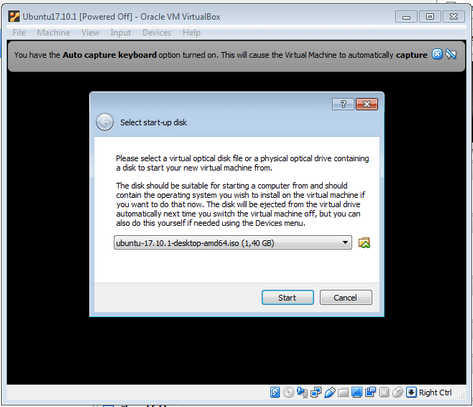 Ubuntu17.10.1 [Powered Off] - Oracle VM VirtualBox
File Machine View Input Devices Help
You have the Auto capture keyboard option turned on. This will cause the Virtual Machine to automatically capture
Select start-up disk
Please select a virtual optical disk file or a physical optical drive containing
a disk to start your new virtual machine from.
The disk should be suitable for starting a computer from and should
contain the operating system you wish to install on the virtual machine if
you want to do that now. The disk will be ejected from the virtual drive
automatically next time you switch the virtual machine off, but you can
also do this yourself if needed using the Devices menu.
ubuntu-17.10.1-desktop-amd64.iso (1,40 GB)
Start Cancel
Right Ctrl